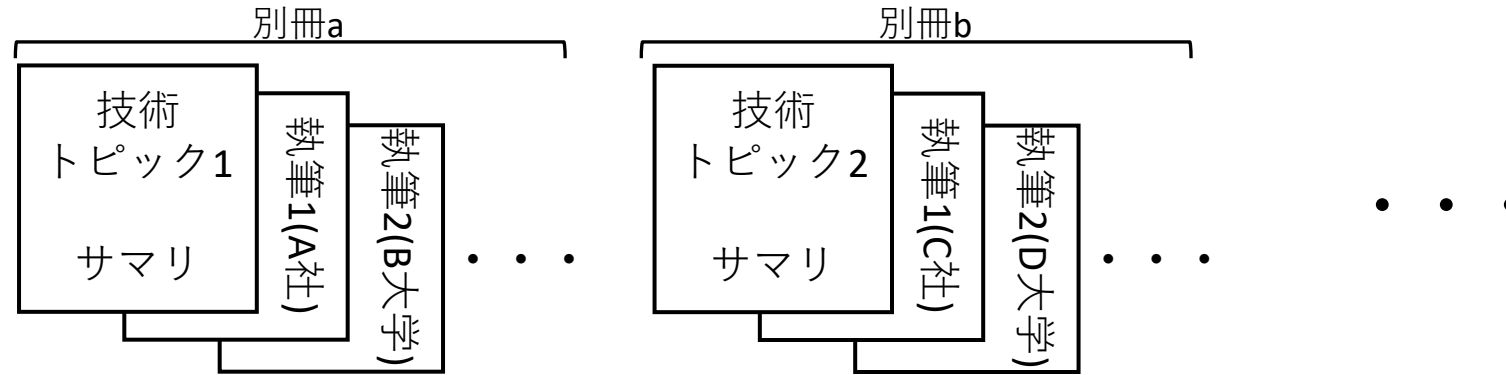 別冊a
技術
トピック1
サマリ
執筆1(A社)
執筆2(B大学)
・・・
別冊b
技術
トピック2
サマリ
執筆1(C社)
執筆2(D大学)
・・・
・・・